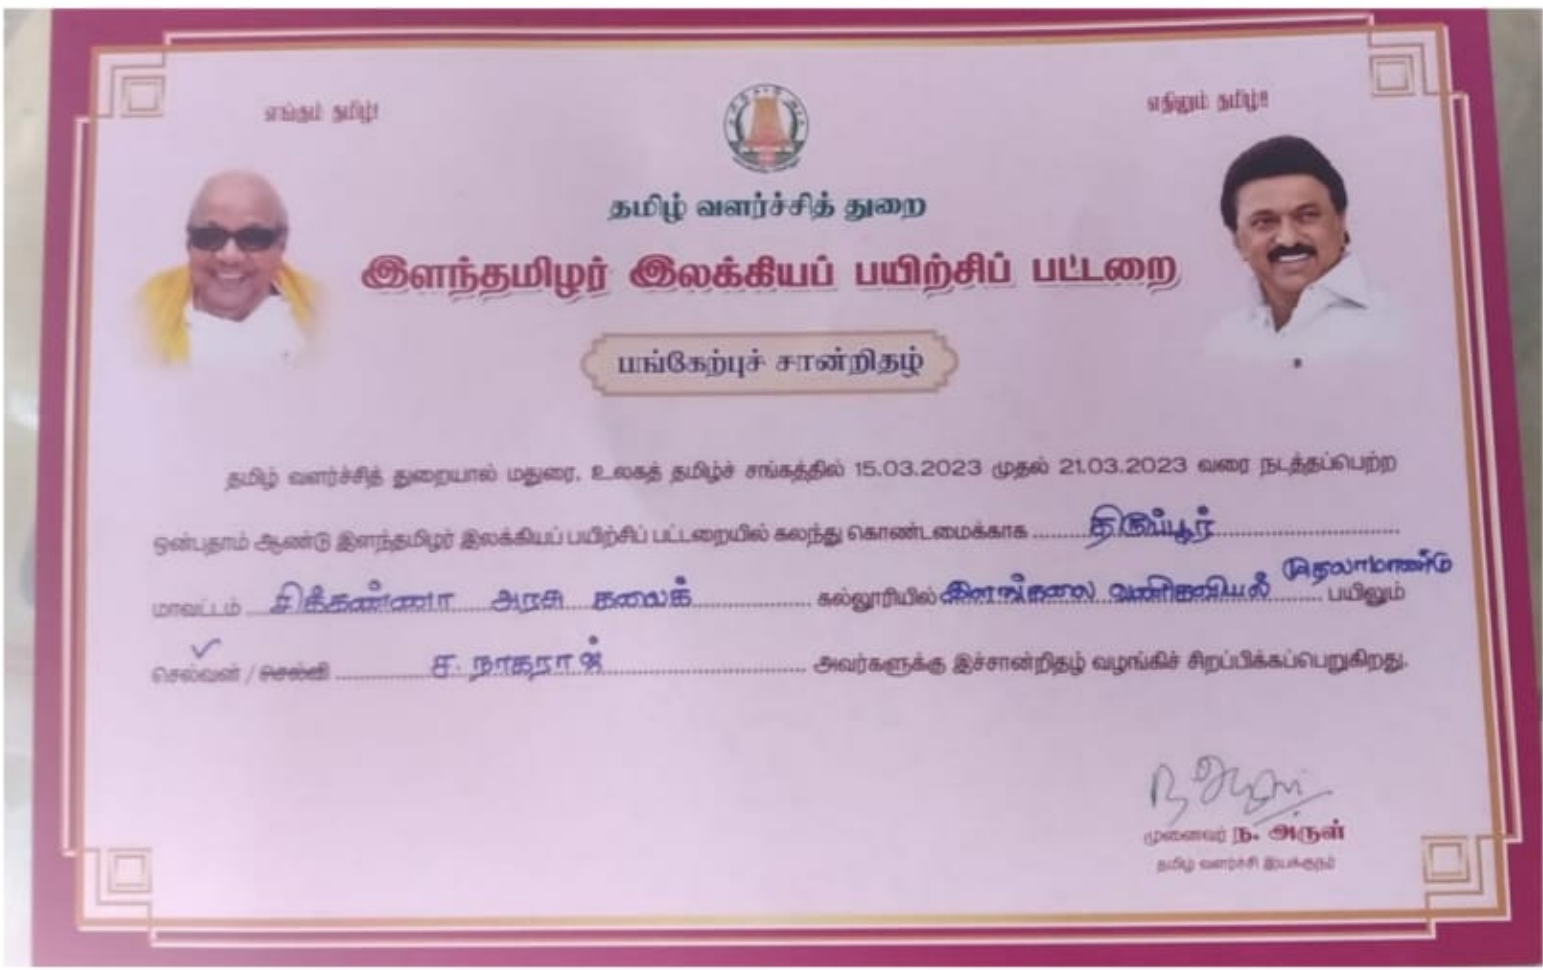 எங்கும் தமிழ்!
எதிலும் தமிழ்!!
தமிழ் வளர்ச்சித் துறை
இளந்தமிழர் இலக்கியப் பயிற்சிப் பட்டறை
பங்கேற்புச் சான்றிதழ்
தமிழ் வளர்ச்சித் துறையால் மதுரை, உலகத் தமிழ்ச் சங்கத்தில் 15.03.2023 முதல் 21.03.2023 வரை நடத்தப்பெற்ற
ஒன்பதாம் ஆண்டு இளந்தமிழர் இலக்கியப் பயிற்சிப் பட்டறையில் கலந்து கொண்டமைக்காக திருப்பூர்
மாவட்டம் சிக்கண்ணா அரசு கலைக் கல்லூரியில் இளங்கலை வணிகவியல் முதலாமாண்டு பயிலும்
செல்வன் / செல்வி ச. நாகராஜ் அவர்களுக்கு இச்சான்றிதழ் வழங்கிச் சிறப்பிக்கப்பெறுகிறது.
ந அருள்
முனைவர் ந. அருள்
தமிழ் வளர்ச்சி இயக்குநர்